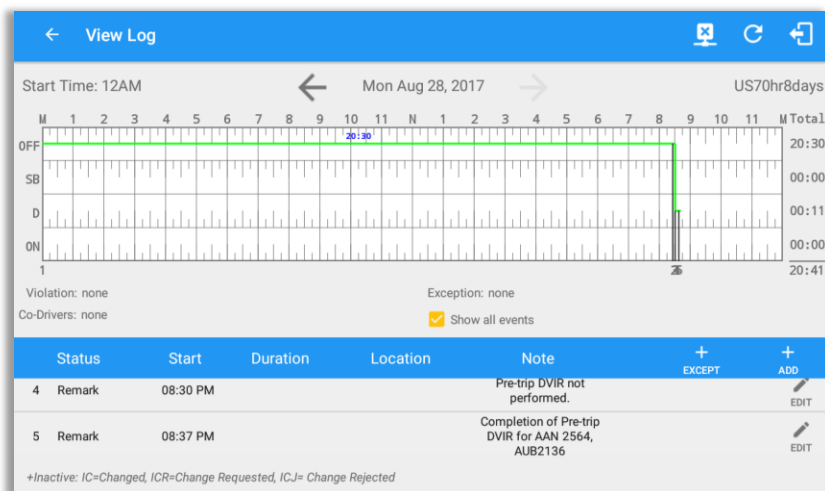 View Log
Start Time: 12AM
Mon Aug 28, 2017
US70hr8days
M 1 2 3 4 5 6 7 8 9 10 11 N 1 2 3 4 5 6 7 8 9 10 11 M Total
20:30
OFF 20:30
SB 00:00
D 00:11
ON 00:00
1 20:41
Violation: none
Exception: none
Co-Drivers: none
Show all events
Status Start Duration Location Note + EXCEPT + ADD
4 Remark 08:30 PM Pre-trip DVIR not
performed.
EDIT
5 Remark 08:37 PM Completion of Pre-trip
DVIR for AAN 2564,
AUB2136
EDIT
+Inactive: IC=Changed, ICR=Change Requested, ICJ= Change Rejected